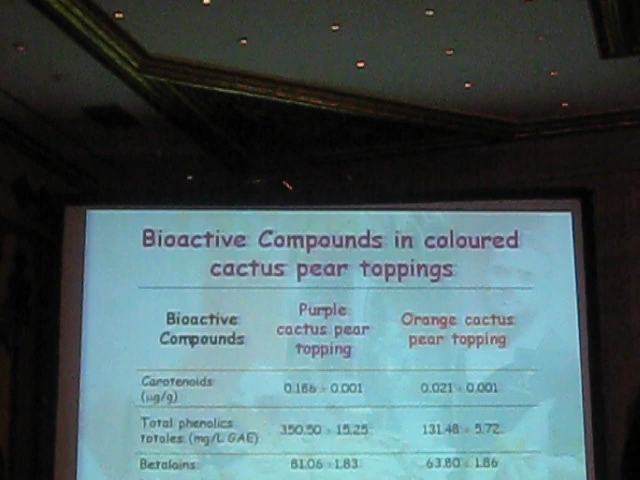 Bioactive Compounds in coloured
cactus pear toppings
Bioactive
Compounds
Purple
cactus pear
topping
Orange cactus
pear topping
Carotenoids
(µg/g)
0.166 ± 0.001
0.021 ± 0.001
Total phenolics
totales (mg/L GAE)
350.50 ± 15.25
131.48 ± 5.72
Betalains
81.06 ± 1.83
63.80 ± 1.86